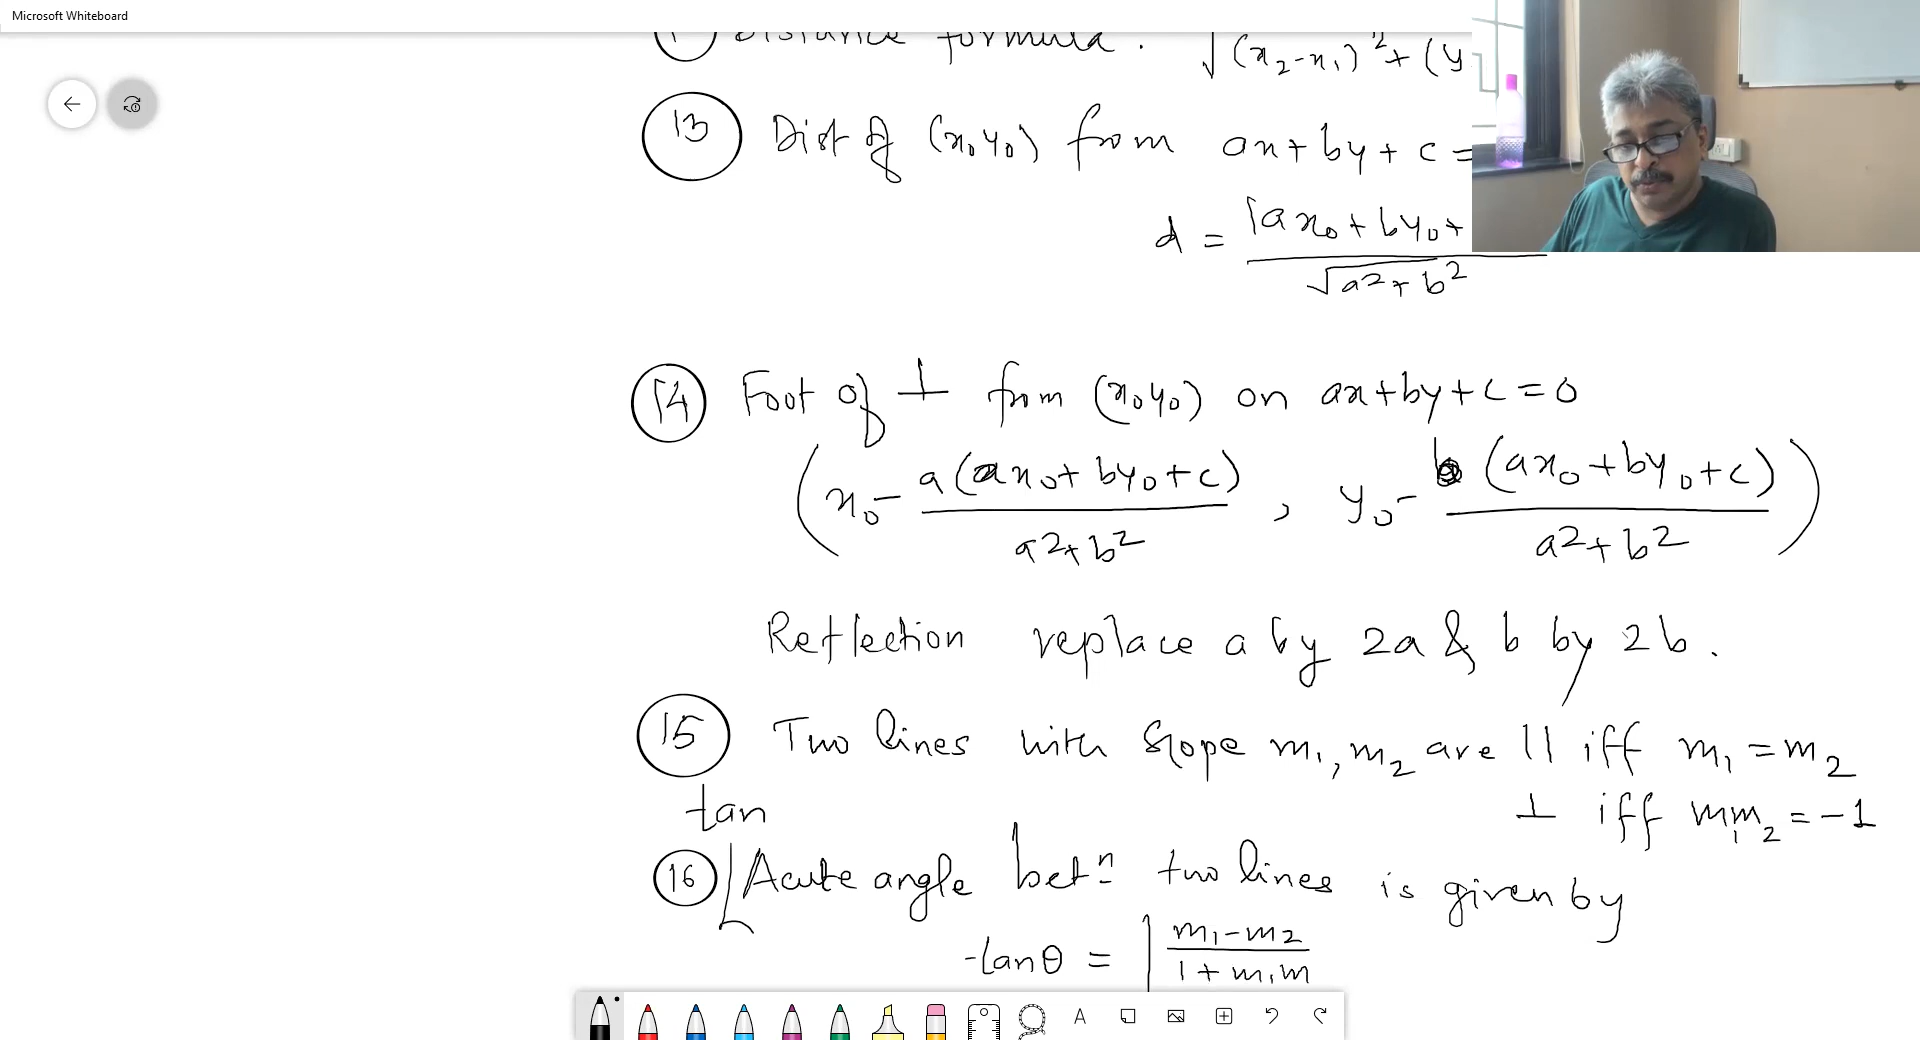 Microsoft Whiteboard
Distance formula. √(x₂-x₁)²+(y
13 Dist of (x₀y₀) from ax+by+c=
d = |ax₀+by₀+
√a²+b²
14 Foot of ⊥ from (x₀y₀) on ax+by+c=0
(x₀- a(ax₀+by₀+c) / a²+b² , y₀- b(ax₀+by₀+c) / a²+b²)
Reflection replace a by 2a & b by 2b.
15 Two lines with slope m₁,m₂ are || iff m₁=m₂
tan ⊥ iff m₁m₂=-1
16 Acute angle betⁿ two lines is given by
tanθ = | m₁-m₂ / 1+m₁m
A